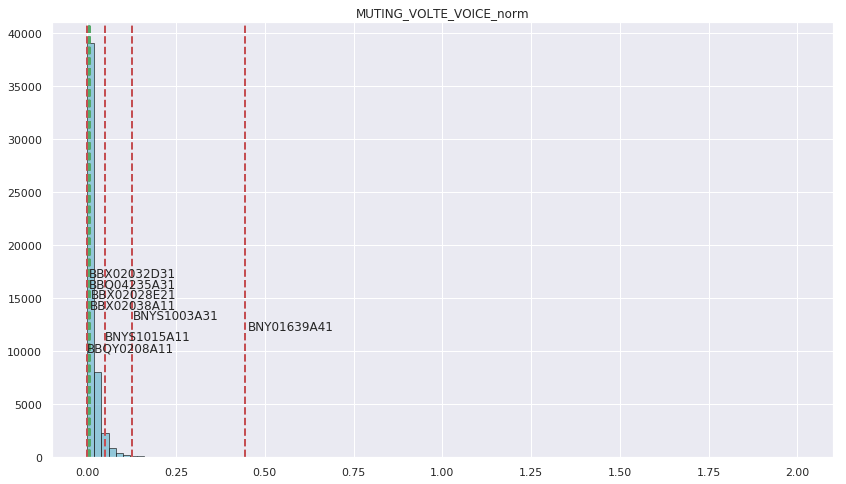 MUTING_VOLTE_VOICE_norm
40000
35000
30000
25000
20000
15000
10000
5000
0
BBX02032D31
BBQ04235A31
BBX02028E21
BBX02038A11
BNYS1003A31
BNY01639A41
BNYS1015A11
BBQY0208A11
0.00 0.25 0.50 0.75 1.00 1.25 1.50 1.75 2.00